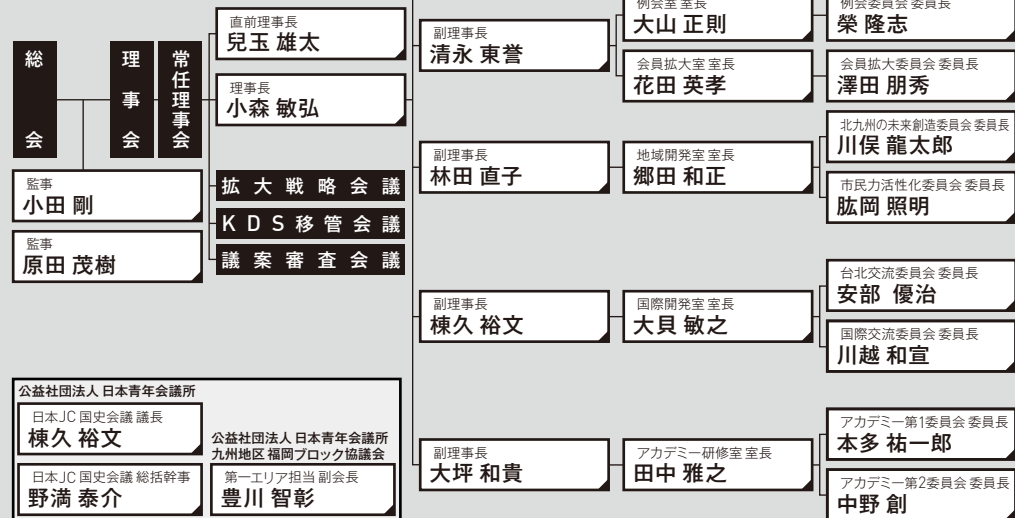 総会
理事会
常任理事会
直前理事長
兒玉 雄太
理事長
小森 敏弘
監事
小田 剛
監事
原田 茂樹
拡大戦略会議
KDS移管会議
議案審査会議
副理事長
清永 東誉
例会室 室長
大山 正則
例会委員会 委員長
榮 隆志
会員拡大室 室長
花田 英孝
会員拡大委員会 委員長
澤田 朋秀
副理事長
林田 直子
地域開発室 室長
郷田 和正
北九州の未来創造委員会 委員長
川俣 龍太郎
市民力活性化委員会 委員長
肱岡 照明
副理事長
棟久 裕文
国際開発室 室長
大貝 敏之
台北交流委員会 委員長
安部 優治
国際交流委員会 委員長
川越 和宣
副理事長
大坪 和貴
アカデミー研修室 室長
田中 雅之
アカデミー第1委員会 委員長
本多 祐一郎
アカデミー第2委員会 委員長
中野 創
公益社団法人 日本青年会議所
日本JC 国史会議 議長
棟久 裕文
日本JC 国史会議 総括幹事
野満 泰介
公益社団法人 日本青年会議所
九州地区 福岡ブロック協議会
第一エリア担当 副会長
豊川 智彰